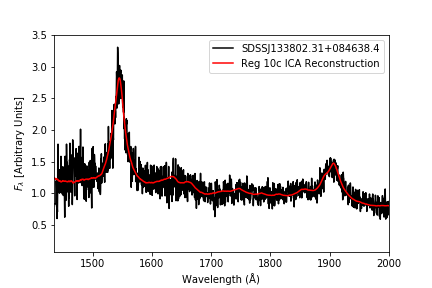 3.5
3.0
2.5
2.0
1.5
1.0
0.5
F_λ [Arbitrary Units]
SDSSJ133802.31+084638.4
Reg 10c ICA Reconstruction
1500 1600 1700 1800 1900 2000
Wavelength (Å)